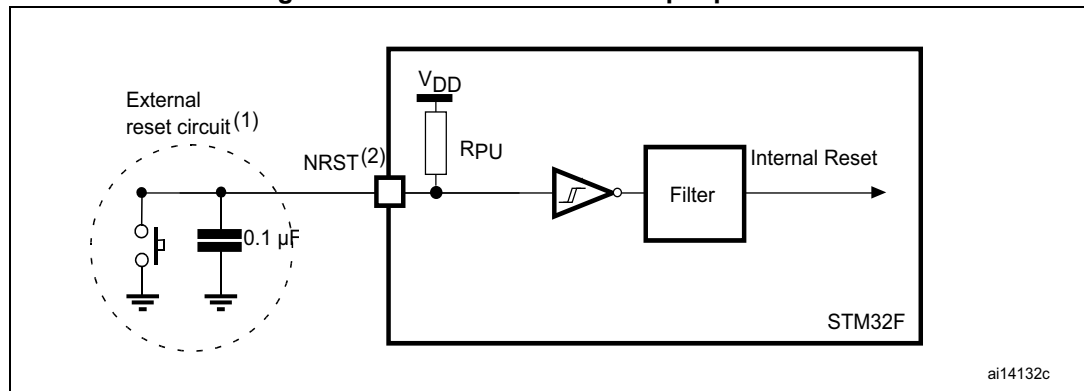 External
reset circuit(1)
NRST(2)
VDD
RPU
0.1 µF
Filter
Internal Reset
STM32F
ai14132c